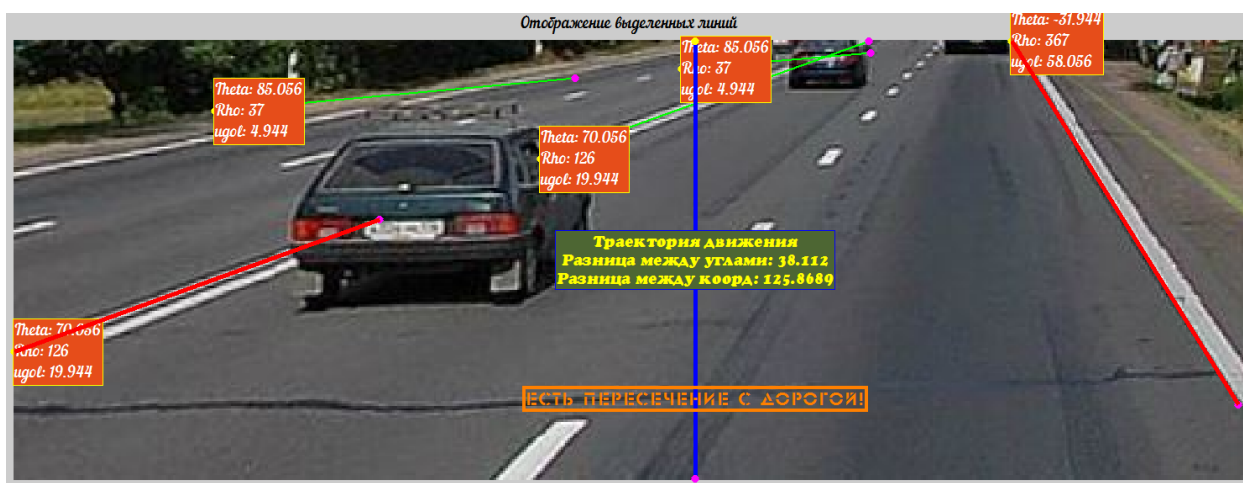 Отображение выделенных линий
Theta: -31.944
Rho: 367
ugol: 58.056
Theta: 85.056
Rho: 37
ugol: 4.944
Theta: 85.056
Rho: 37
ugol: 4.944
Theta: 70.056
Rho: 126
ugol: 19.944
Траектория движения
Разница между углами: 38.112
Разница между коорд: 125.8689
Theta: 70.056
Rho: 126
ugol: 19.944
ЕСТЬ ПЕРЕСЕЧЕНИЕ С ДОРОГОЙ!